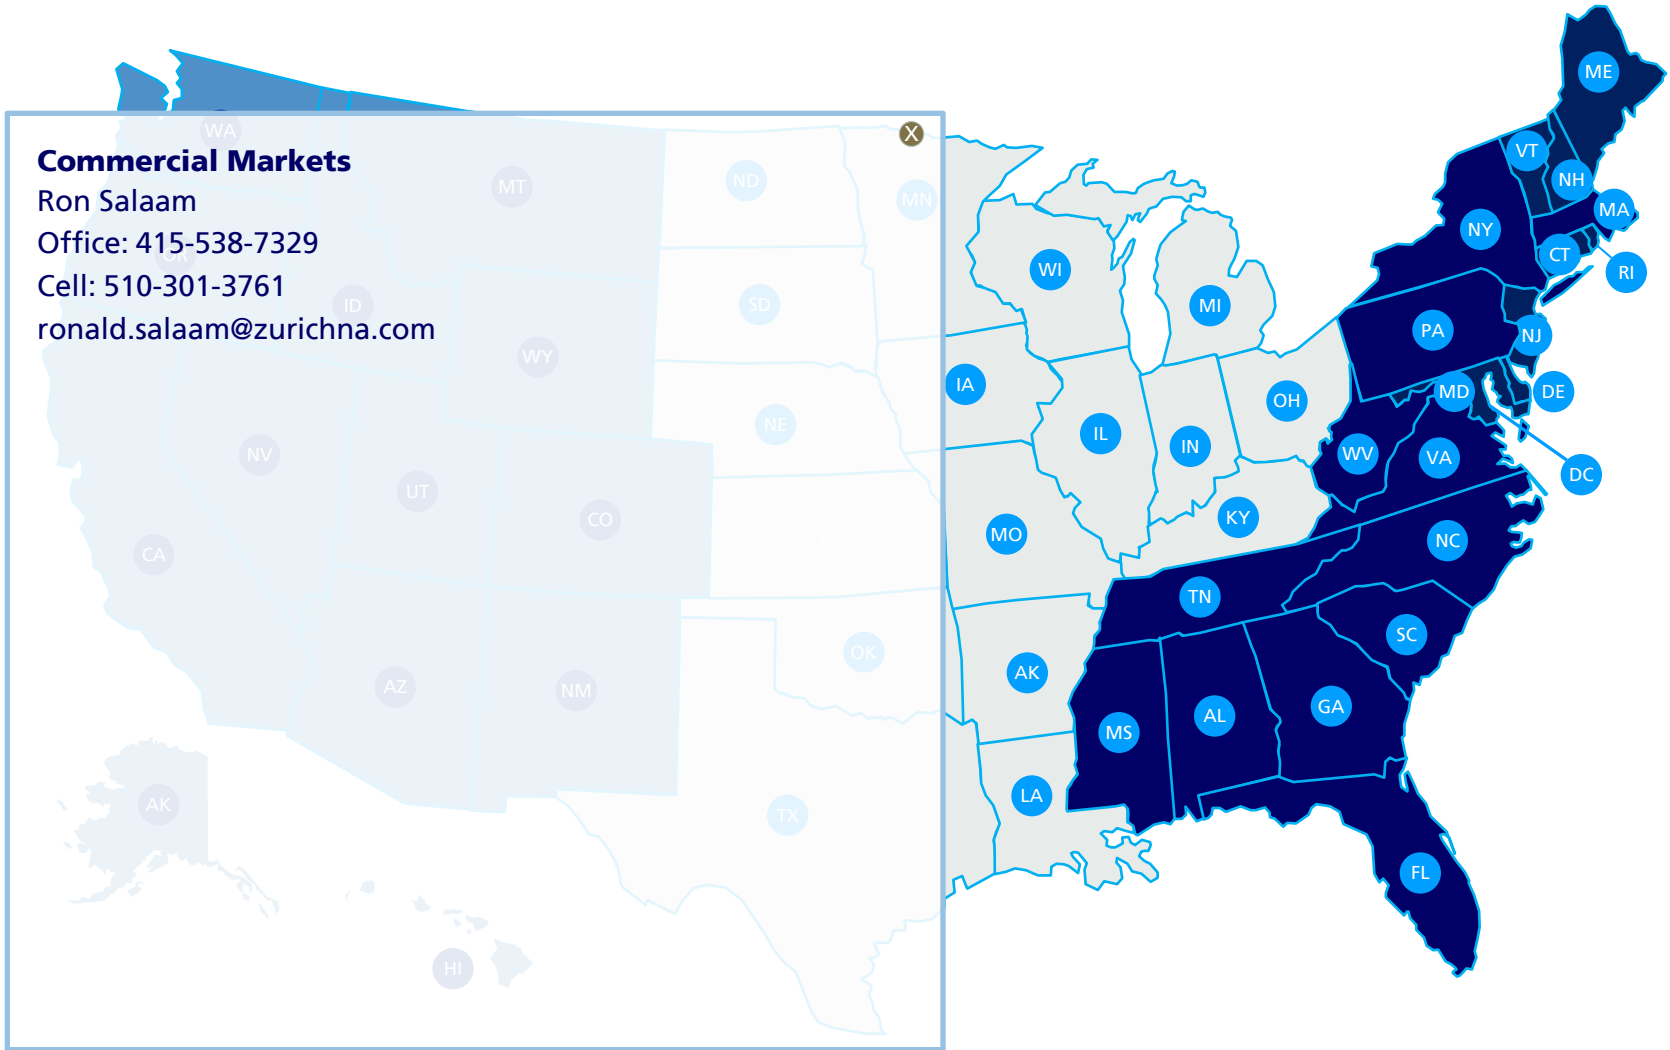 X
Commercial Markets
Ron Salaam
Office: 415-538-7329
Cell: 510-301-3761
ronald.salaam@zurichna.com
WA
MT
ND
MN
OR
ID
SD
WY
NE
NV
UT
CO
CA
KS
OK
AZ
NM
TX
AK
HI
ME
VT
NH
MA
NY
CT
RI
WI
MI
PA
NJ
IA
OH
MD
DE
IL
IN
WV
VA
DC
MO
KY
NC
TN
SC
AK
MS
AL
GA
LA
FL